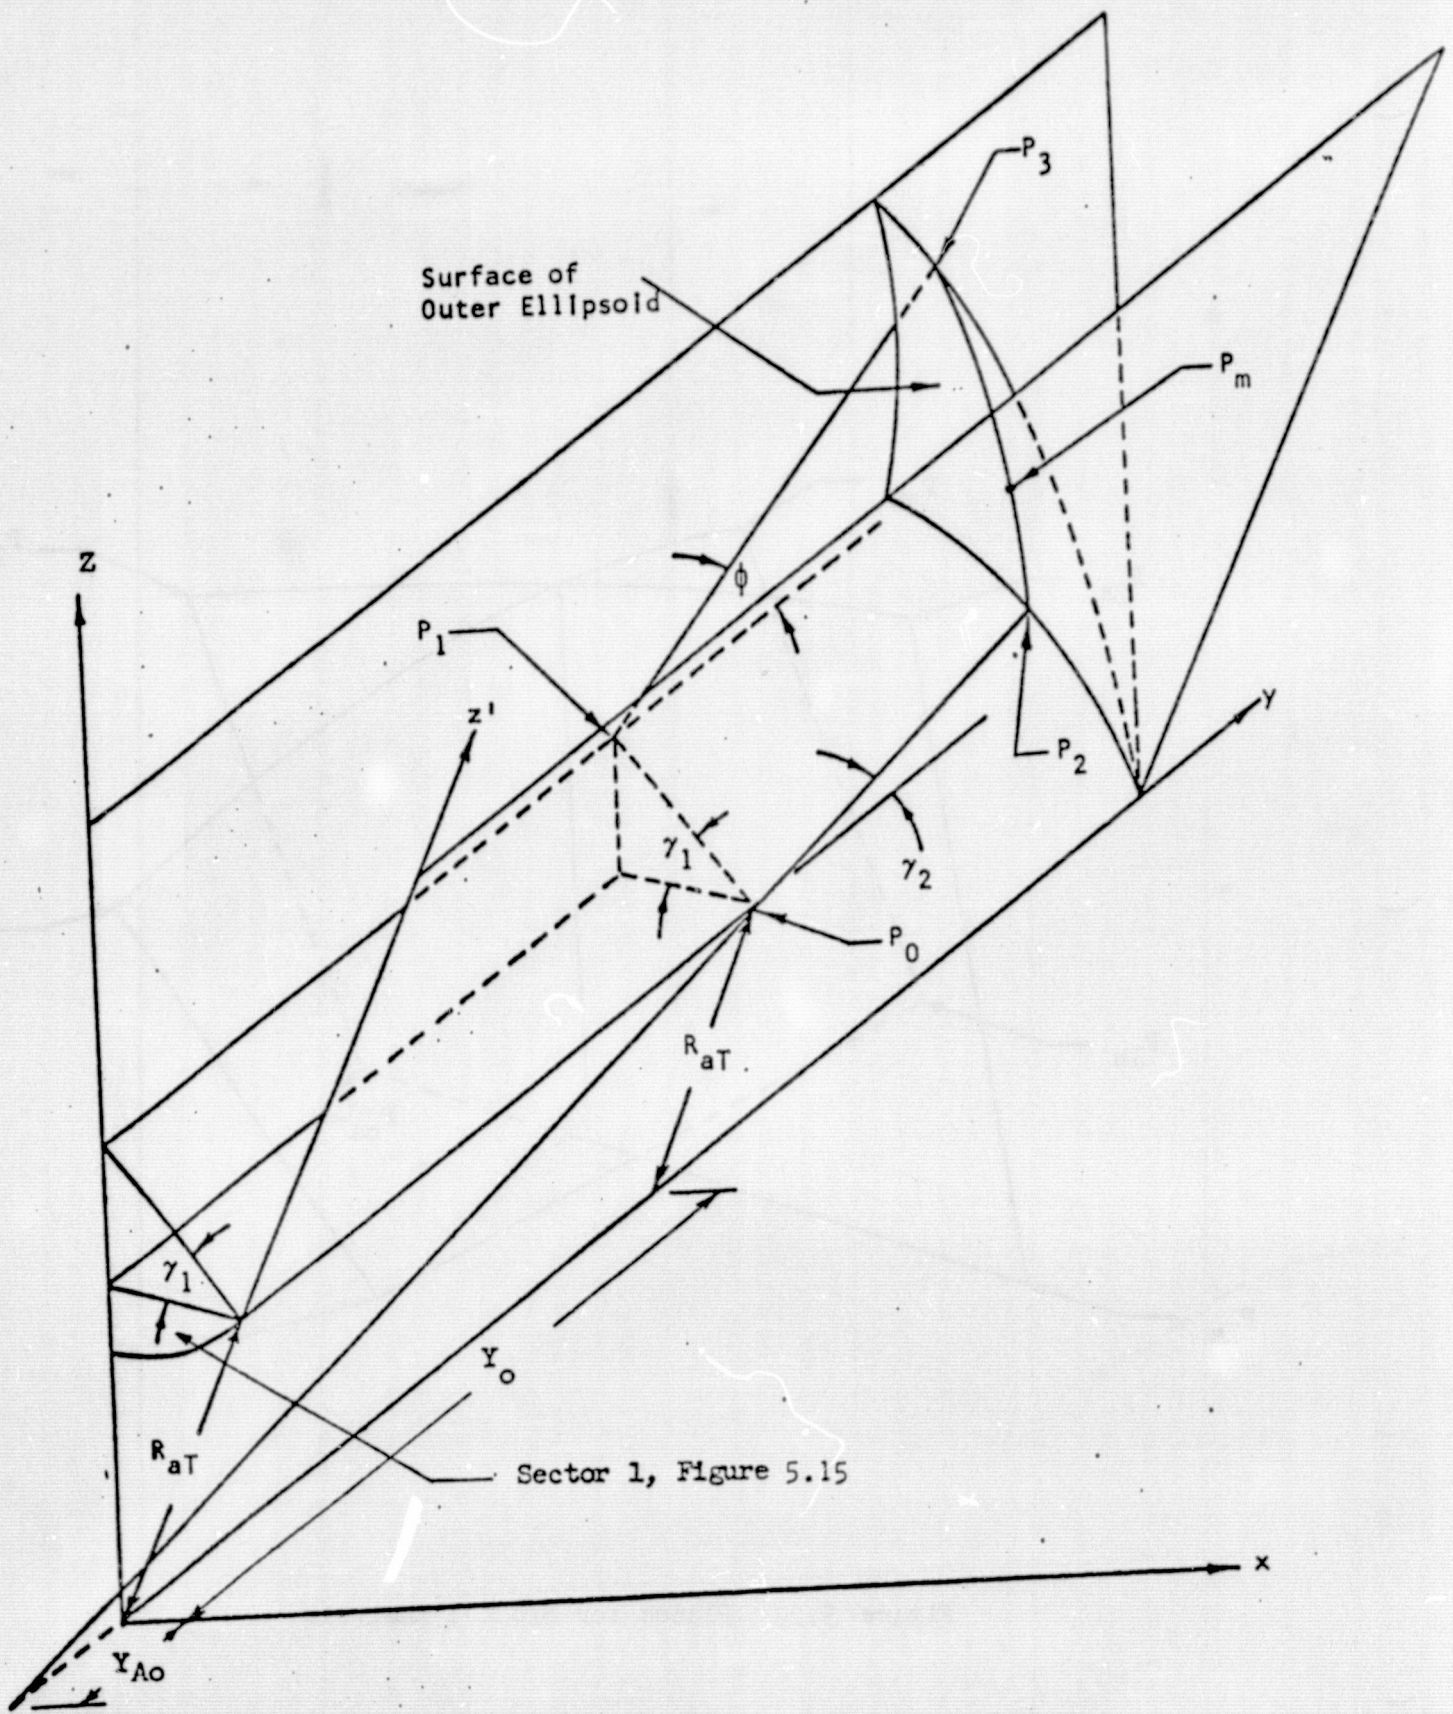 P3
Surface of
Outer Ellipsoid
Pm
Z
ϕ
P1
z'
y
P2
γ1
γ2
P0
RaT
γ1
Yo
RaT
Sector 1, Figure 5.15
x
YAo